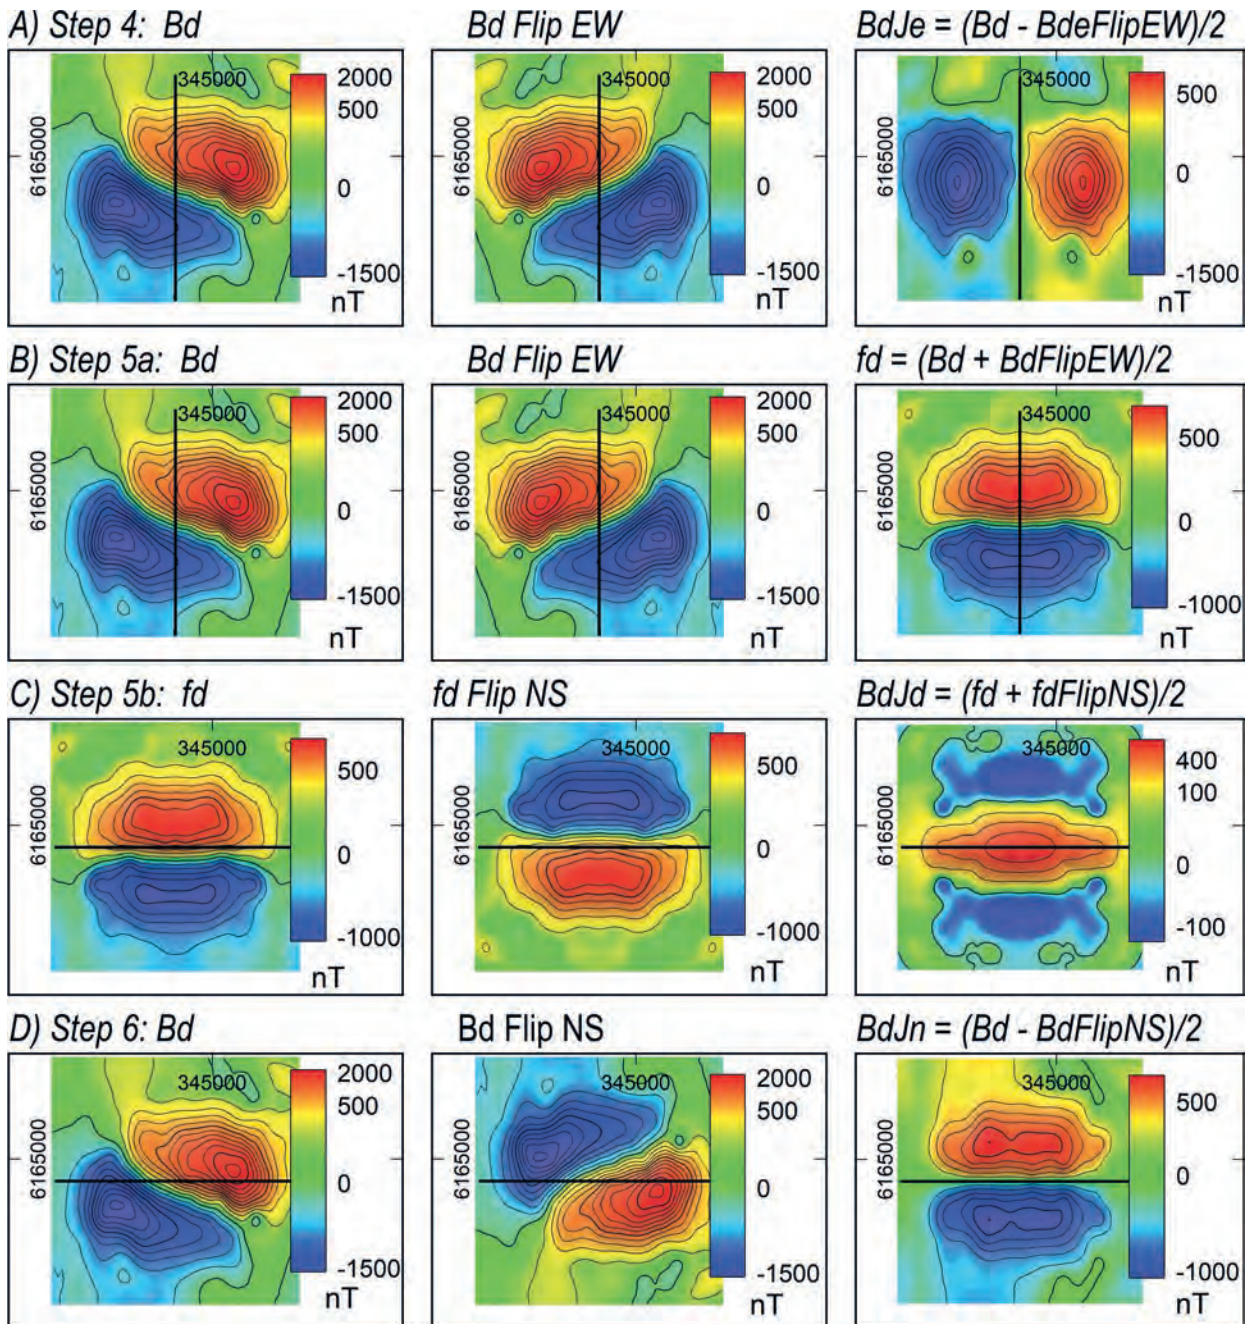 A) Step 4: Bd
Bd Flip EW
BdJe = (Bd - BdeFlipEW)/2
345000
6165000
2000
500
0
-1500
nT
345000
6165000
2000
500
0
-1500
nT
345000
6165000
500
0
-1500
nT
B) Step 5a: Bd
Bd Flip EW
fd = (Bd + BdFlipEW)/2
345000
6165000
2000
500
0
-1500
nT
345000
6165000
2000
500
0
-1500
nT
345000
6165000
500
0
-1000
nT
C) Step 5b: fd
fd Flip NS
BdJd = (fd + fdFlipNS)/2
345000
6165000
500
0
-1000
nT
345000
6165000
500
0
-1000
nT
345000
6165000
400
100
0
-100
nT
D) Step 6: Bd
Bd Flip NS
BdJn = (Bd - BdFlipNS)/2
345000
6165000
2000
500
0
-1500
nT
345000
6165000
2000
500
0
-1500
nT
345000
6165000
500
0
-1000
nT